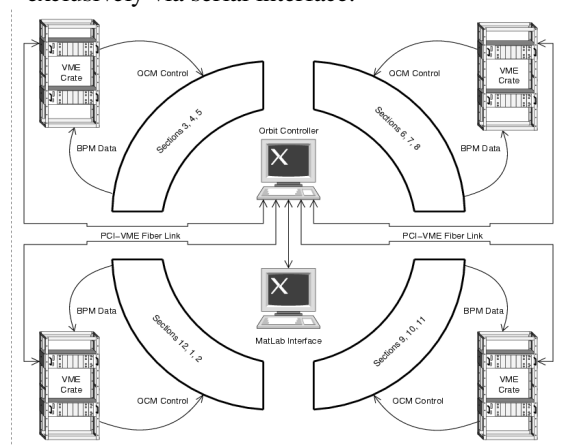 exclusively via serial interface.
VME
Crate
OCM Control
BPM Data
Sections 3, 4, 5
Orbit Controller
OCM Control
VME
Crate
BPM Data
Sections 6, 7, 8
PCI-VME Fiber Link
PCI-VME Fiber Link
BPM Data
Sections 12, 1, 2
VME
Crate
OCM Control
MatLab Interface
BPM Data
Sections 9, 10, 11
VME
Crate
OCM Control